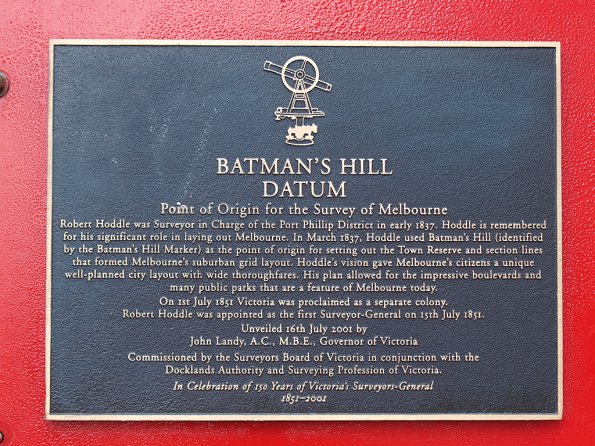 BATMAN'S HILL
DATUM
Point of Origin for the Survey of Melbourne
Robert Hoddle was Surveyor in Charge of the Port Phillip District in early 1837. Hoddle is remembered
for his significant role in laying out Melbourne. In March 1837, Hoddle used Batman's Hill (identified
by the Batman's Hill Marker) as the point of origin for setting out the Town Reserve and section lines
that formed Melbourne's suburban grid layout. Hoddle's vision gave Melbourne's citizens a unique
well-planned city layout with wide thoroughfares. His plan allowed for the impressive boulevards and
many public parks that are a feature of Melbourne today.
On 1st July 1851 Victoria was proclaimed as a separate colony.
Robert Hoddle was appointed as the first Surveyor-General on 15th July 1851.
Unveiled 16th July 2001 by
John Landy, A.C., M.B.E., Governor of Victoria
Commissioned by the Surveyors Board of Victoria in conjunction with the
Docklands Authority and Surveying Profession of Victoria.
In Celebration of 150 Years of Victoria's Surveyors-General
1851–2001